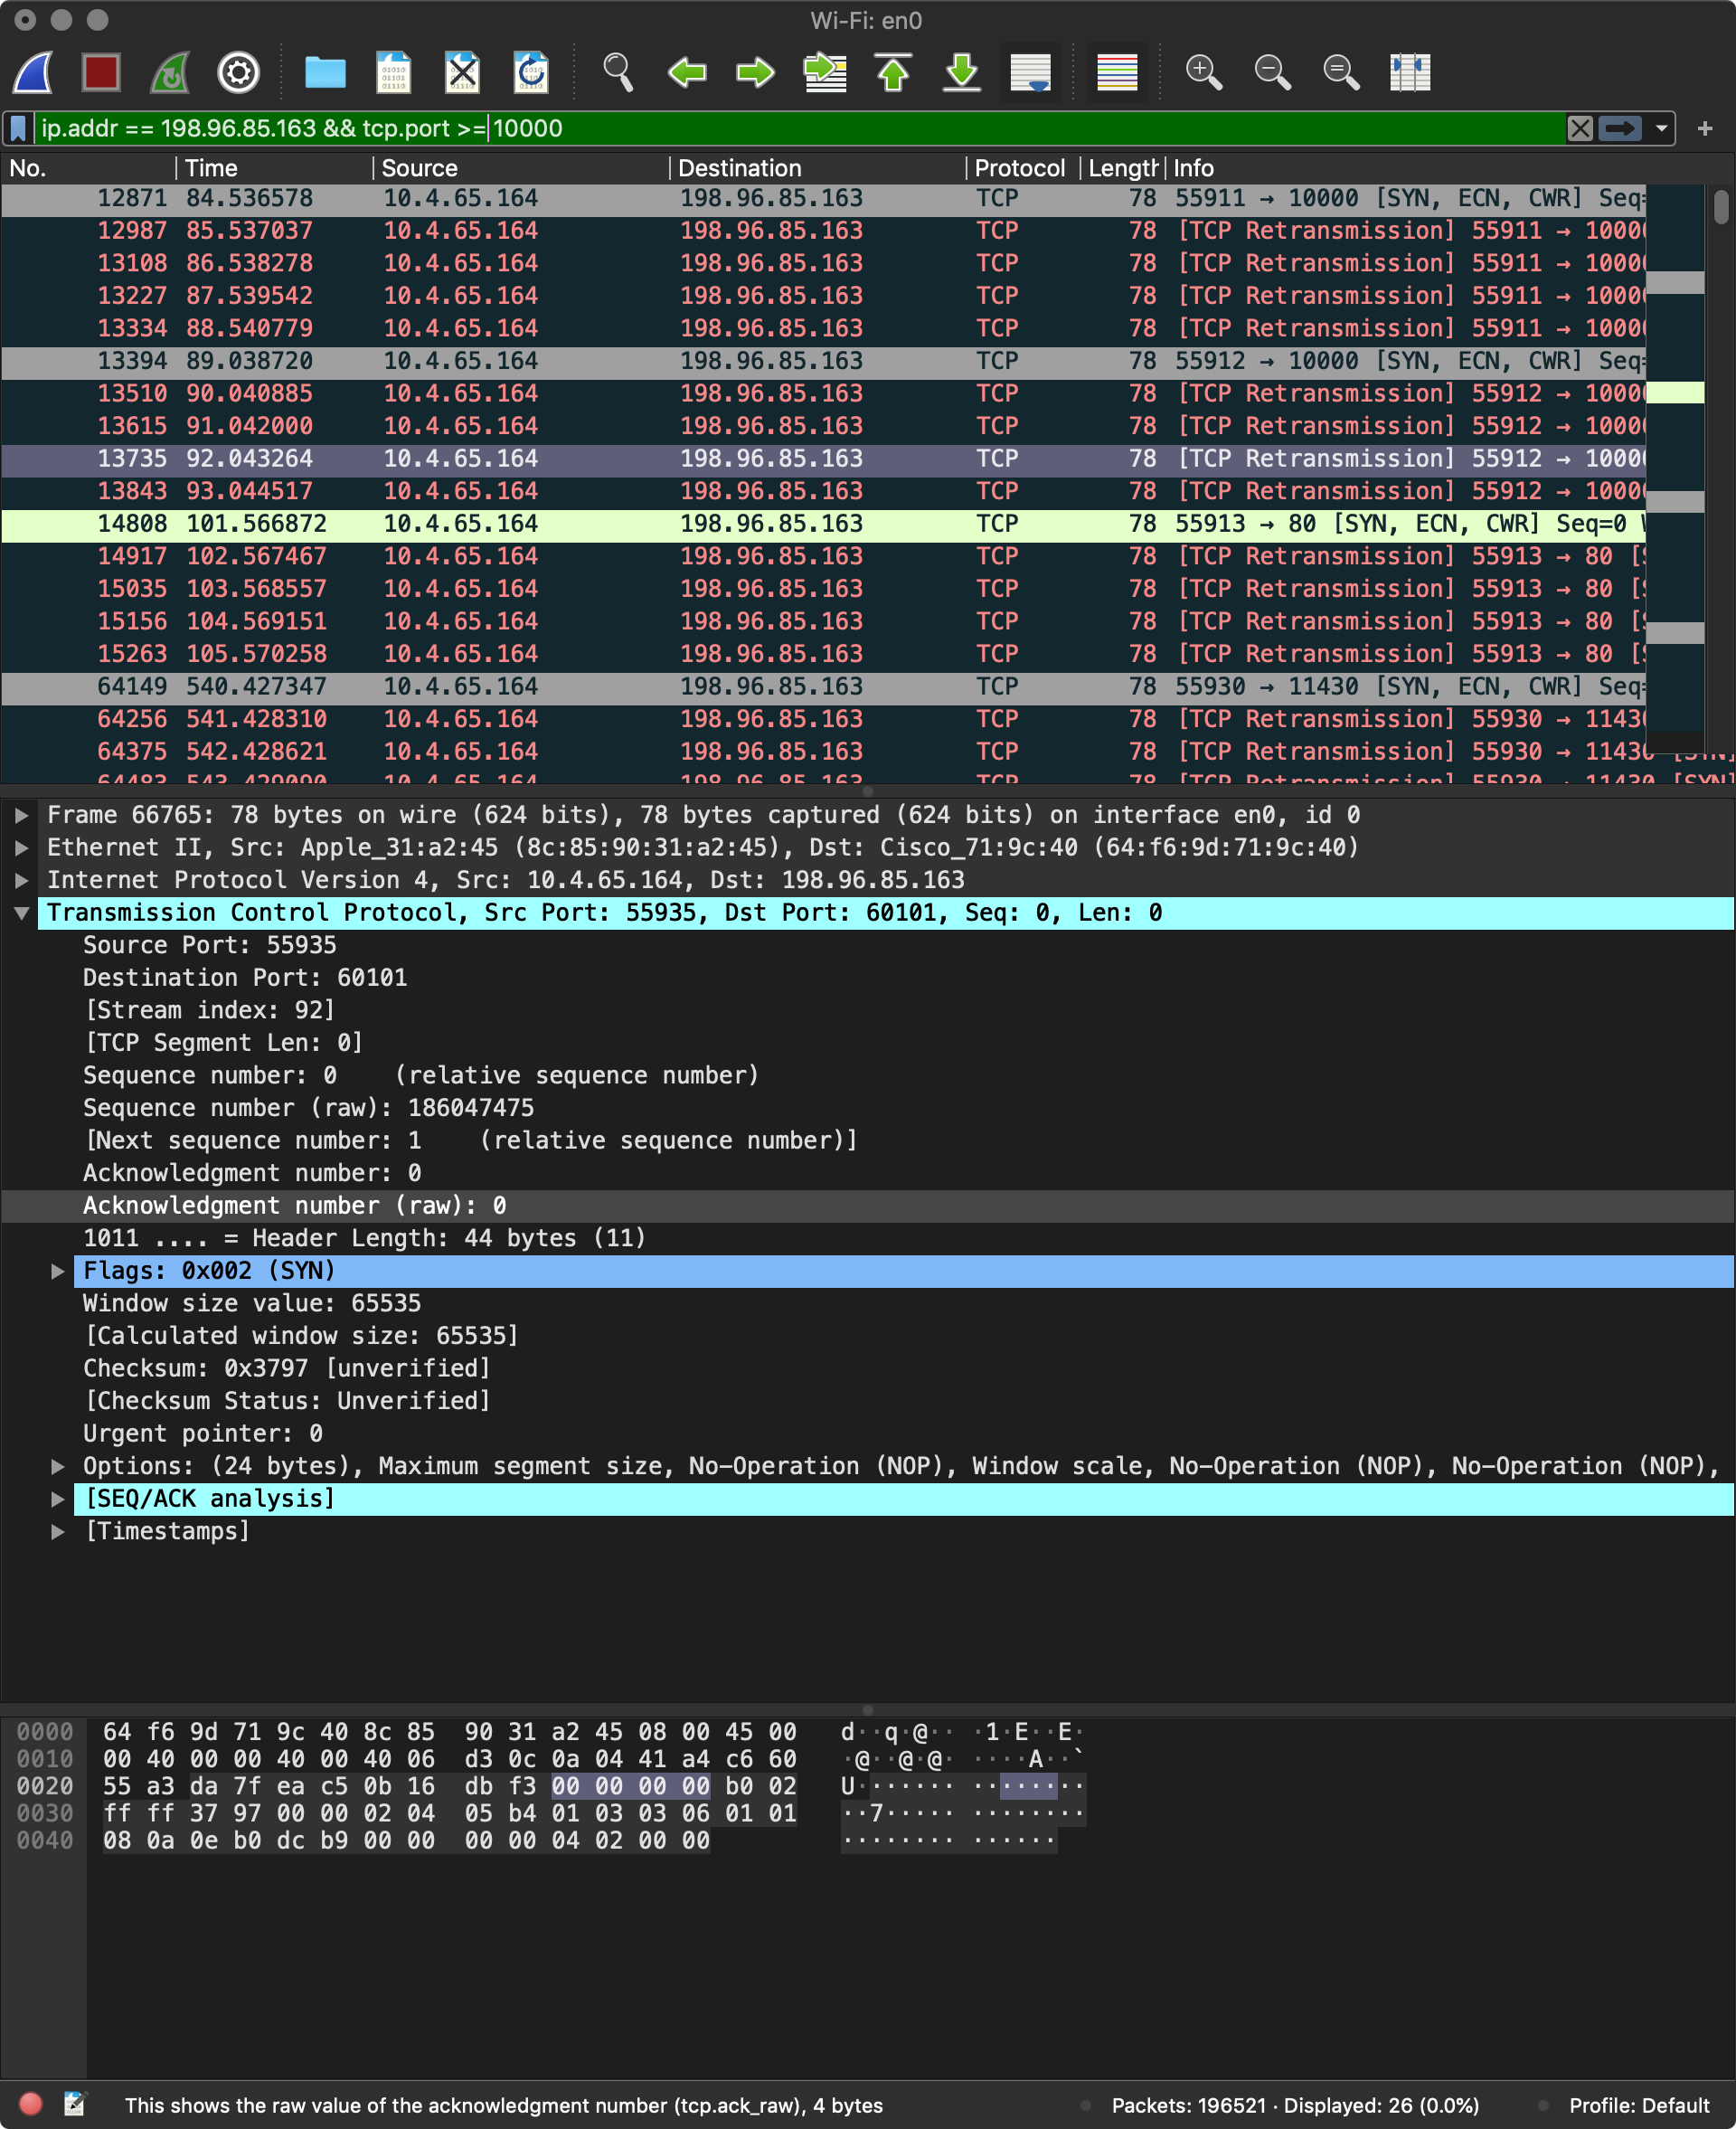 Wi-Fi: en0
ip.addr == 198.96.85.163 && tcp.port >= 10000
No. Time Source Destination Protocol Length Info
12871 84.536578 10.4.65.164 198.96.85.163 TCP 78 55911 → 10000 [SYN, ECN, CWR] Seq=
12987 85.537037 10.4.65.164 198.96.85.163 TCP 78 [TCP Retransmission] 55911 → 10000
13108 86.538278 10.4.65.164 198.96.85.163 TCP 78 [TCP Retransmission] 55911 → 10000
13227 87.539542 10.4.65.164 198.96.85.163 TCP 78 [TCP Retransmission] 55911 → 10000
13334 88.540779 10.4.65.164 198.96.85.163 TCP 78 [TCP Retransmission] 55911 → 10000
13394 89.038720 10.4.65.164 198.96.85.163 TCP 78 55912 → 10000 [SYN, ECN, CWR] Seq=
13510 90.040885 10.4.65.164 198.96.85.163 TCP 78 [TCP Retransmission] 55912 → 10000
13615 91.042000 10.4.65.164 198.96.85.163 TCP 78 [TCP Retransmission] 55912 → 10000
13735 92.043264 10.4.65.164 198.96.85.163 TCP 78 [TCP Retransmission] 55912 → 10000
13843 93.044517 10.4.65.164 198.96.85.163 TCP 78 [TCP Retransmission] 55912 → 10000
14808 101.566872 10.4.65.164 198.96.85.163 TCP 78 55913 → 80 [SYN, ECN, CWR] Seq=0
14917 102.567467 10.4.65.164 198.96.85.163 TCP 78 [TCP Retransmission] 55913 → 80 [
15035 103.568557 10.4.65.164 198.96.85.163 TCP 78 [TCP Retransmission] 55913 → 80 [
15156 104.569151 10.4.65.164 198.96.85.163 TCP 78 [TCP Retransmission] 55913 → 80 [
15263 105.570258 10.4.65.164 198.96.85.163 TCP 78 [TCP Retransmission] 55913 → 80 [
64149 540.427347 10.4.65.164 198.96.85.163 TCP 78 55930 → 11430 [SYN, ECN, CWR] Seq=
64256 541.428310 10.4.65.164 198.96.85.163 TCP 78 [TCP Retransmission] 55930 → 11430
64375 542.428621 10.4.65.164 198.96.85.163 TCP 78 [TCP Retransmission] 55930 → 11430 [SYN]
64483 543.429090 10.4.65.164 198.96.85.163 TCP 78 [TCP Retransmission] 55930 → 11430 [SYN]
Frame 66765: 78 bytes on wire (624 bits), 78 bytes captured (624 bits) on interface en0, id 0
Ethernet II, Src: Apple_31:a2:45 (8c:85:90:31:a2:45), Dst: Cisco_71:9c:40 (64:f6:9d:71:9c:40)
Internet Protocol Version 4, Src: 10.4.65.164, Dst: 198.96.85.163
Transmission Control Protocol, Src Port: 55935, Dst Port: 60101, Seq: 0, Len: 0
Source Port: 55935
Destination Port: 60101
[Stream index: 92]
[TCP Segment Len: 0]
Sequence number: 0 (relative sequence number)
Sequence number (raw): 186047475
[Next sequence number: 1 (relative sequence number)]
Acknowledgment number: 0
Acknowledgment number (raw): 0
1011 .... = Header Length: 44 bytes (11)
Flags: 0x002 (SYN)
Window size value: 65535
[Calculated window size: 65535]
Checksum: 0x3797 [unverified]
[Checksum Status: Unverified]
Urgent pointer: 0
Options: (24 bytes), Maximum segment size, No-Operation (NOP), Window scale, No-Operation (NOP), No-Operation (NOP),
[SEQ/ACK analysis]
[Timestamps]
0000 64 f6 9d 71 9c 40 8c 85 90 31 a2 45 08 00 45 00 d··q·@·· ·1·E··E·
0010 00 40 00 00 40 00 40 06 d3 0c 0a 04 41 a4 c6 60 ·@··@·@· ····A··`
0020 55 a3 da 7f ea c5 0b 16 db f3 00 00 00 00 b0 02 U······· ········
0030 ff ff 37 97 00 00 02 04 05 b4 01 03 03 06 01 01 ··7····· ········
0040 08 0a 0e b0 dc b9 00 00 00 00 04 02 00 00 ········ ······
This shows the raw value of the acknowledgment number (tcp.ack_raw), 4 bytes
Packets: 196521 · Displayed: 26 (0.0%)
Profile: Default